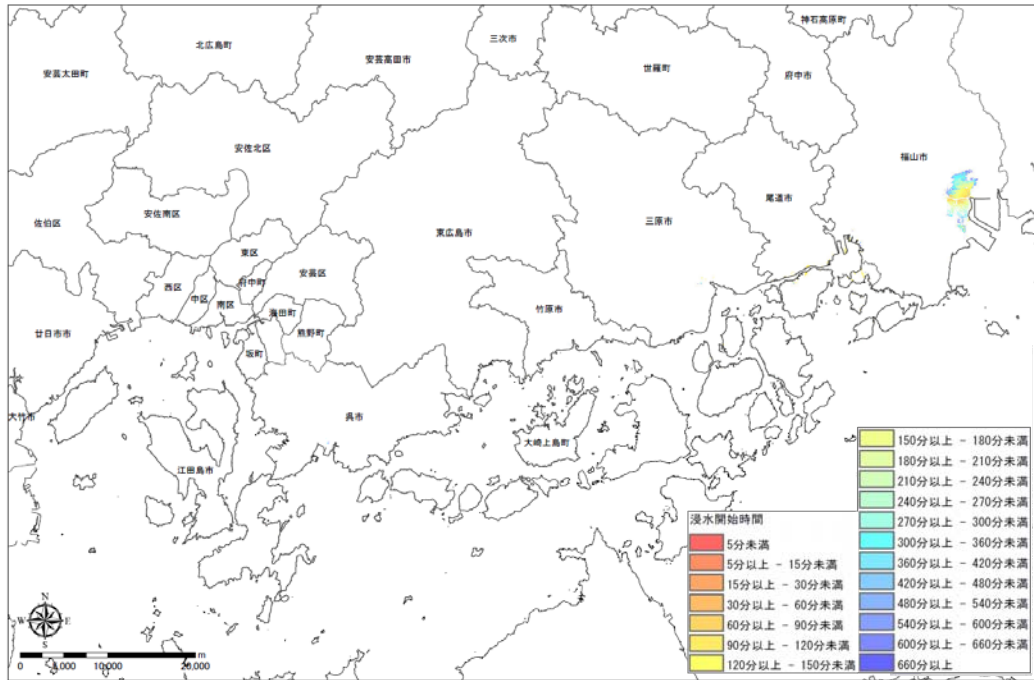 神石高原町
北広島町
三次市
安芸高田市
安芸太田町
世羅町
府中市
安佐北区
福山市
尾道市
安佐南区
佐伯区
三原市
東広島市
東区
安芸区
府中町
西区
中区
南区
海田町
竹原市
熊野町
廿日市市
坂町
大竹市
呉市
大崎上島町
江田島市
浸水開始時間
5分未満
5分以上 - 15分未満
15分以上 - 30分未満
30分以上 - 60分未満
60分以上 - 90分未満
90分以上 - 120分未満
120分以上 - 150分未満
150分以上 - 180分未満
180分以上 - 210分未満
210分以上 - 240分未満
240分以上 - 270分未満
270分以上 - 300分未満
300分以上 - 360分未満
360分以上 - 420分未満
420分以上 - 480分未満
480分以上 - 540分未満
540分以上 - 600分未満
600分以上 - 660分未満
660分以上
N
W
E
S
m
0
5,000
10,000
20,000